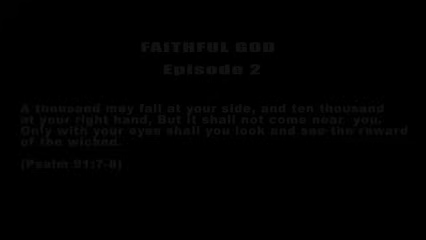 FAITHFUL GOD
Episode 2
A thousand may fall at your side, and ten thousand
at your right hand, But it shall not come near you.
Only with your eyes shall you look and see the reward
of the wicked.
(Psalm 91:7-8)